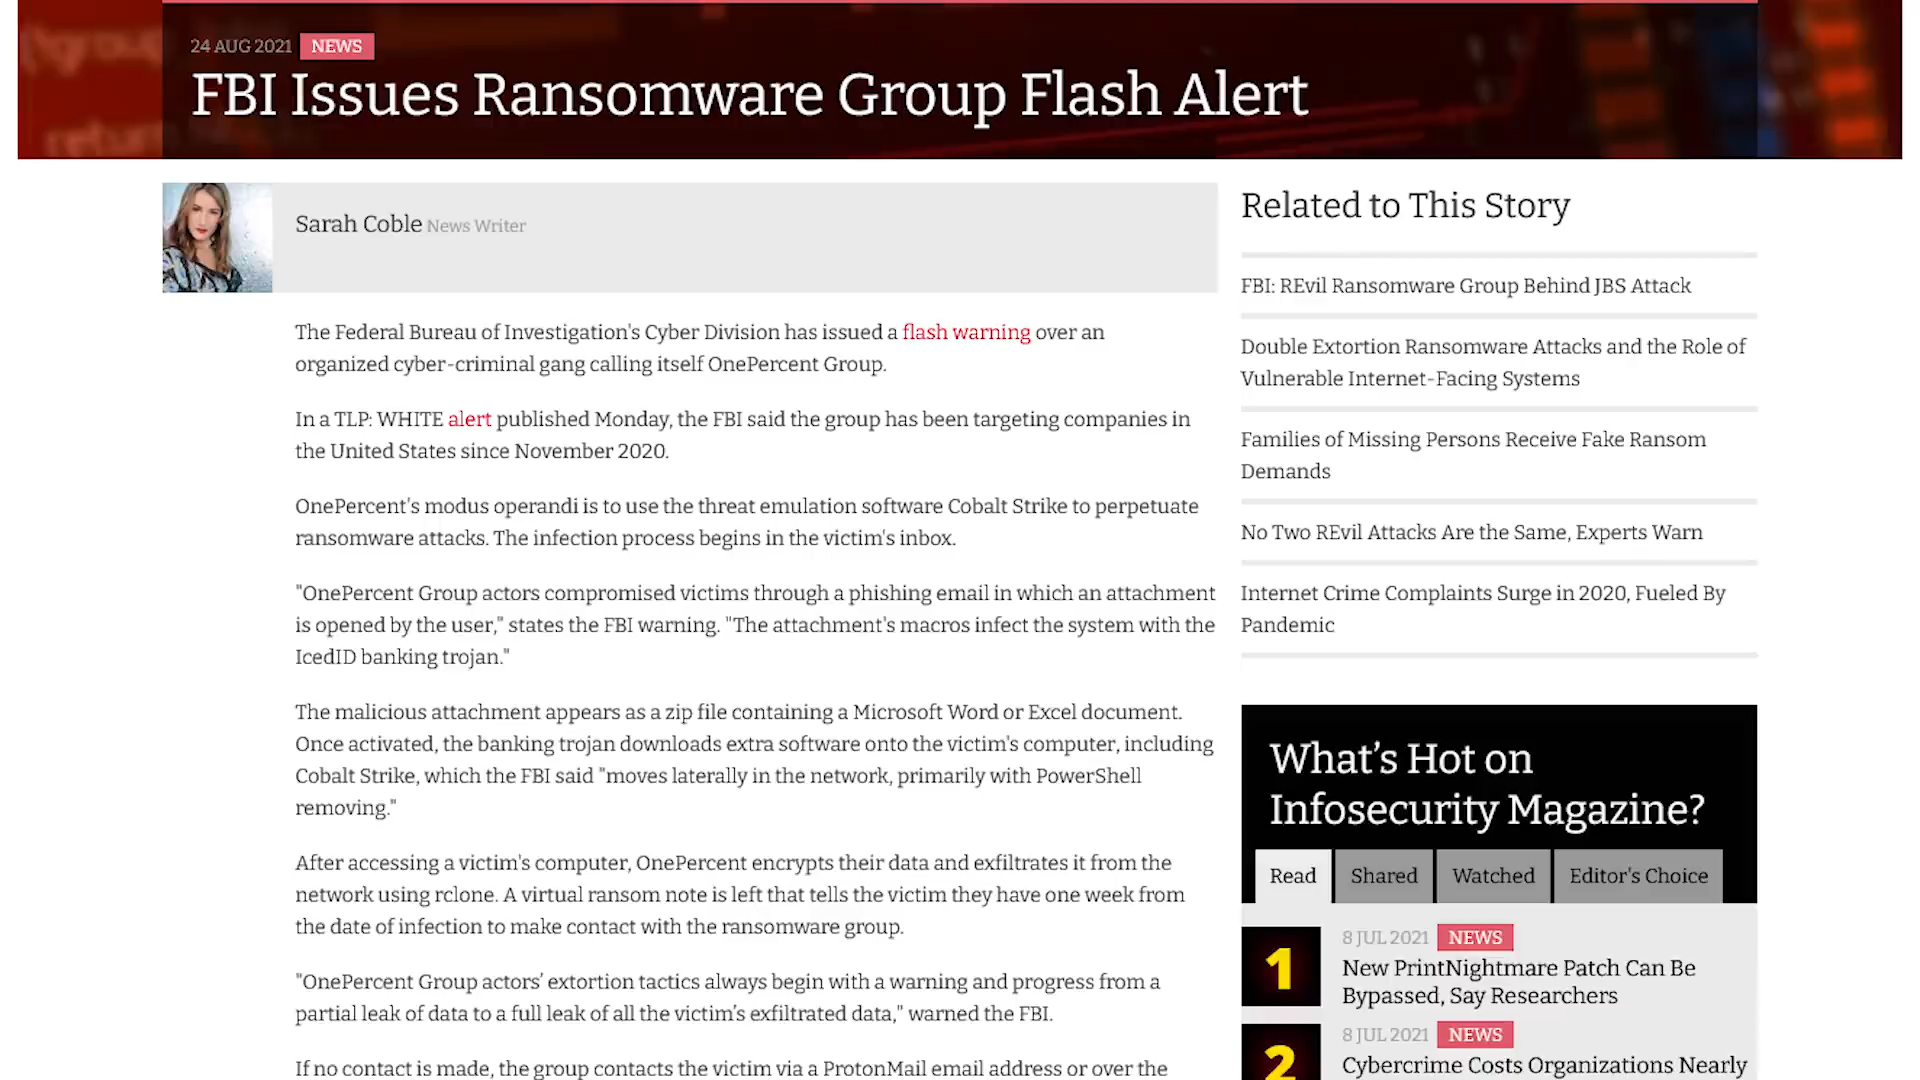 24 AUG 2021 NEWS
FBI Issues Ransomware Group Flash Alert
Sarah Coble News Writer
The Federal Bureau of Investigation's Cyber Division has issued a flash warning over an
organized cyber-criminal gang calling itself OnePercent Group.
In a TLP: WHITE alert published Monday, the FBI said the group has been targeting companies in
the United States since November 2020.
OnePercent's modus operandi is to use the threat emulation software Cobalt Strike to perpetuate
ransomware attacks. The infection process begins in the victim's inbox.
"OnePercent Group actors compromised victims through a phishing email in which an attachment
is opened by the user," states the FBI warning. "The attachment's macros infect the system with the
IcedID banking trojan."
The malicious attachment appears as a zip file containing a Microsoft Word or Excel document.
Once activated, the banking trojan downloads extra software onto the victim's computer, including
Cobalt Strike, which the FBI said "moves laterally in the network, primarily with PowerShell
removing."
After accessing a victim's computer, OnePercent encrypts their data and exfiltrates it from the
network using rclone. A virtual ransom note is left that tells the victim they have one week from
the date of infection to make contact with the ransomware group.
"OnePercent Group actors’ extortion tactics always begin with a warning and progress from a
partial leak of data to a full leak of all the victim’s exfiltrated data," warned the FBI.
If no contact is made, the group contacts the victim via a ProtonMail email address or over the
Related to This Story
FBI: REvil Ransomware Group Behind JBS Attack
Double Extortion Ransomware Attacks and the Role of
Vulnerable Internet-Facing Systems
Families of Missing Persons Receive Fake Ransom
Demands
No Two REvil Attacks Are the Same, Experts Warn
Internet Crime Complaints Surge in 2020, Fueled By
Pandemic
What’s Hot on
Infosecurity Magazine?
Read Shared Watched Editor's Choice
1
8 JUL 2021 NEWS
New PrintNightmare Patch Can Be
Bypassed, Say Researchers
2
8 JUL 2021 NEWS
Cybercrime Costs Organizations Nearly